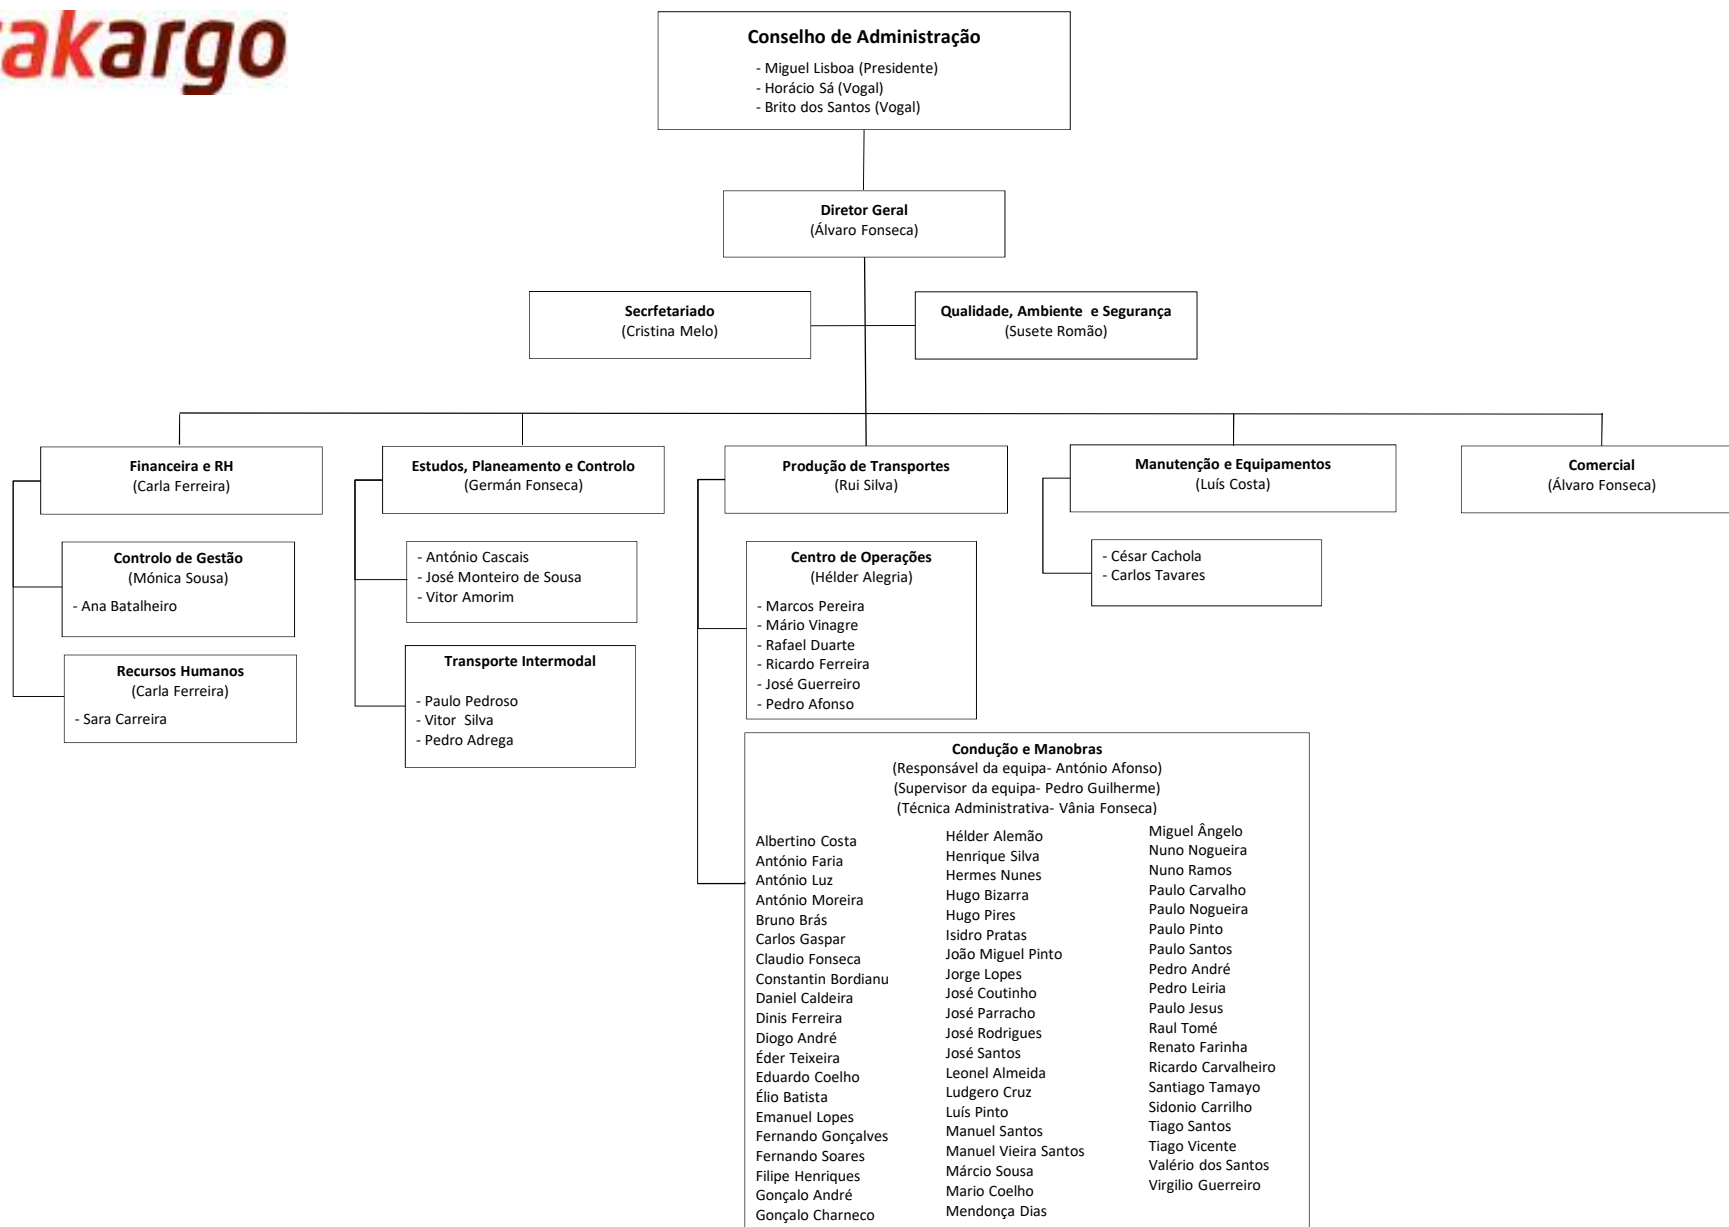 akargo
Conselho de Administração
- Miguel Lisboa (Presidente)
- Horácio Sá (Vogal)
- Brito dos Santos (Vogal)
Diretor Geral
(Álvaro Fonseca)
Secrfetariado
(Cristina Melo)
Qualidade, Ambiente e Segurança
(Susete Romão)
Financeira e RH
(Carla Ferreira)
Controlo de Gestão
(Mónica Sousa)
- Ana Batalheiro
Recursos Humanos
(Carla Ferreira)
- Sara Carreira
Estudos, Planeamento e Controlo
(Germán Fonseca)
- António Cascais
- José Monteiro de Sousa
- Vitor Amorim
Transporte Intermodal
- Paulo Pedroso
- Vitor Silva
- Pedro Adrega
Produção de Transportes
(Rui Silva)
Centro de Operações
(Hélder Alegria)
- Marcos Pereira
- Mário Vinagre
- Rafael Duarte
- Ricardo Ferreira
- José Guerreiro
- Pedro Afonso
Condução e Manobras
(Responsável da equipa- António Afonso)
(Supervisor da equipa- Pedro Guilherme)
(Técnica Administrativa- Vânia Fonseca)
Albertino Costa
António Faria
António Luz
António Moreira
Bruno Brás
Carlos Gaspar
Claudio Fonseca
Constantin Bordianu
Daniel Caldeira
Dinis Ferreira
Diogo André
Éder Teixeira
Eduardo Coelho
Élio Batista
Emanuel Lopes
Fernando Gonçalves
Fernando Soares
Filipe Henriques
Gonçalo André
Gonçalo Charneco
Hélder Alemão
Henrique Silva
Hermes Nunes
Hugo Bizarra
Hugo Pires
Isidro Pratas
João Miguel Pinto
Jorge Lopes
José Coutinho
José Parracho
José Rodrigues
José Santos
Leonel Almeida
Ludgero Cruz
Luís Pinto
Manuel Santos
Manuel Vieira Santos
Márcio Sousa
Mario Coelho
Mendonça Dias
Miguel Ângelo
Nuno Nogueira
Nuno Ramos
Paulo Carvalho
Paulo Nogueira
Paulo Pinto
Paulo Santos
Pedro André
Pedro Leiria
Paulo Jesus
Raul Tomé
Renato Farinha
Ricardo Carvalheiro
Santiago Tamayo
Sidonio Carrilho
Tiago Santos
Tiago Vicente
Valério dos Santos
Virgilio Guerreiro
Manutenção e Equipamentos
(Luís Costa)
- César Cachola
- Carlos Tavares
Comercial
(Álvaro Fonseca)